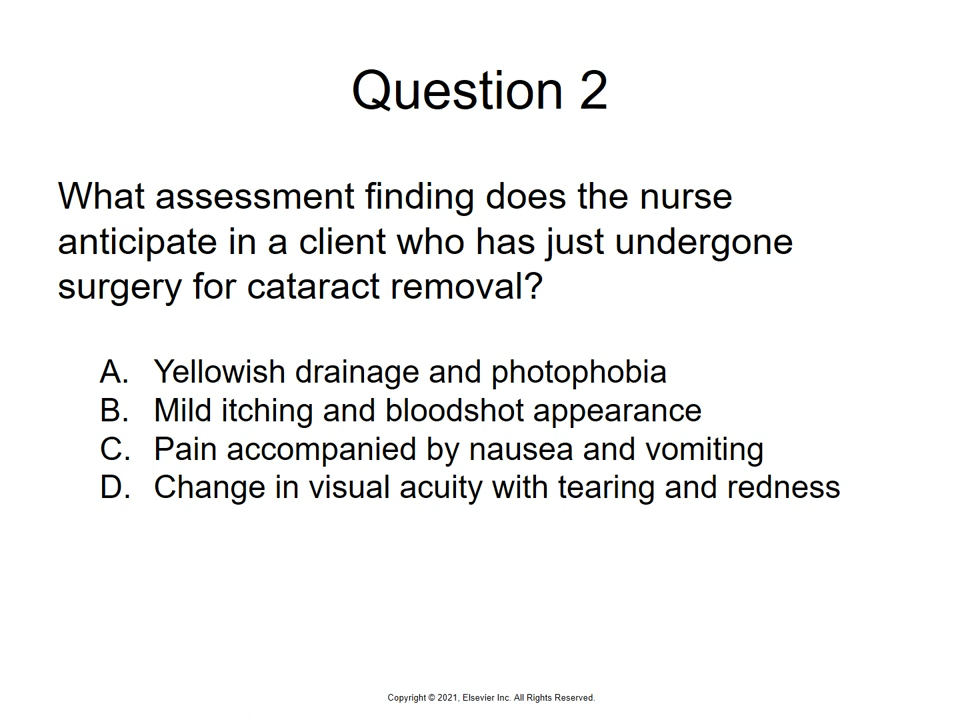 Question 2
What assessment finding does the nurse
anticipate in a client who has just undergone
surgery for cataract removal?
A. Yellowish drainage and photophobia
B. Mild itching and bloodshot appearance
C. Pain accompanied by nausea and vomiting
D. Change in visual acuity with tearing and redness
Copyright © 2021, Elsevier Inc. All Rights Reserved.